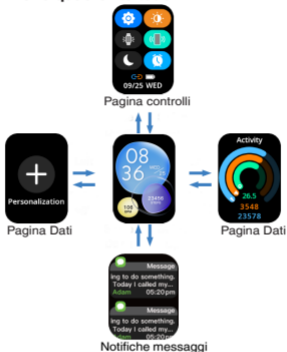 09/25 WED
Pagina controlli
08
36
Personalization
Pagina Dati
Activity
26.5
3548
23578
Pagina Dati
Message
ing to do something.
Today I called my...
Adam 05:20pm
Message
ing to do something.
Today I called my...
Adam 05:20pm
Notifiche messaggi